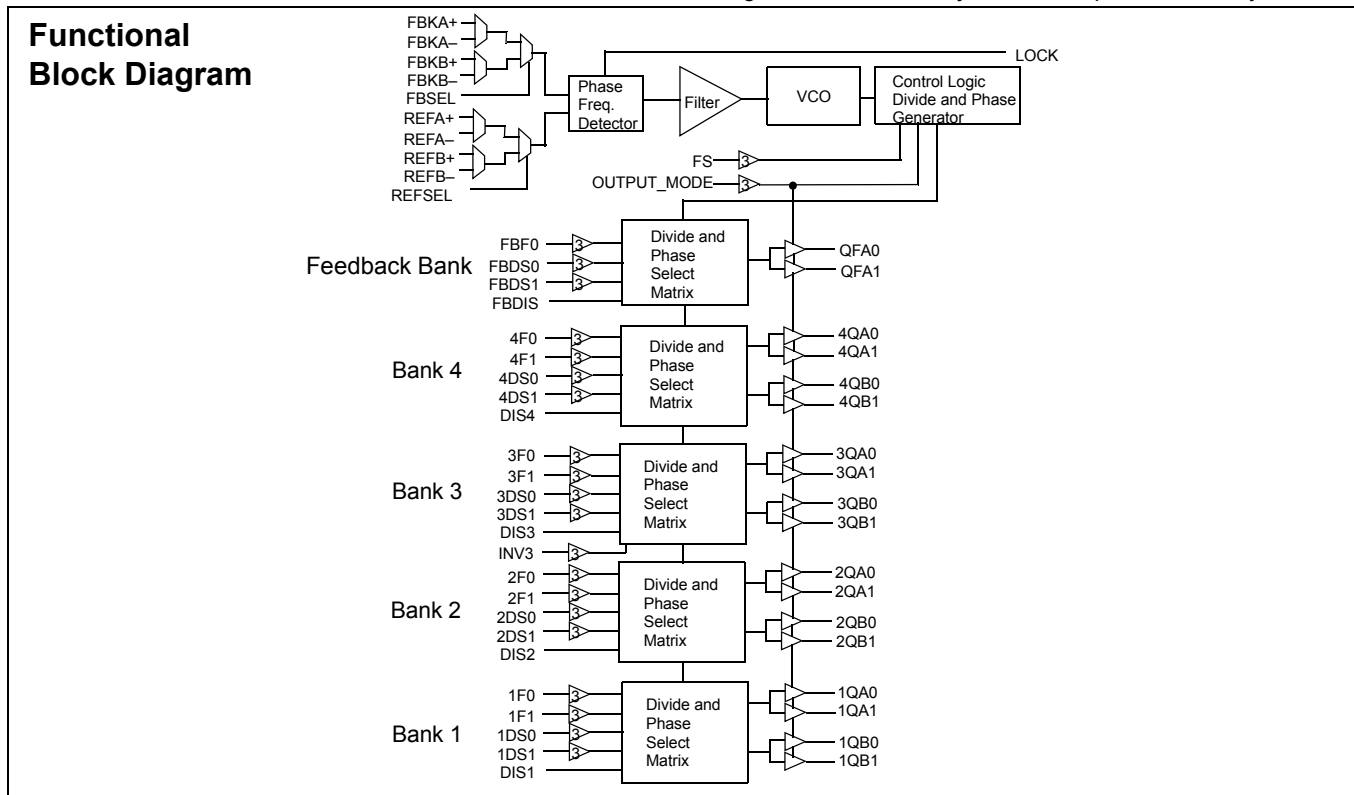 Functional
Block Diagram
FBKA+
FBKA–
FBKB+
FBKB–
FBSEL
REFA+
REFA–
REFB+
REFB–
REFSEL
Phase
Freq.
Detector
Filter
VCO
Control Logic
Divide and Phase
Generator
LOCK
FS
3
OUTPUT_MODE
3
Feedback Bank
FBF0
3
FBDS0
3
FBDS1
3
FBDIS
Divide and
Phase
Select
Matrix
QFA0
QFA1
Bank 4
4F0
3
4F1
3
4DS0
3
4DS1
3
DIS4
Divide and
Phase
Select
Matrix
4QA0
4QA1
4QB0
4QB1
Bank 3
3F0
3
3F1
3
3DS0
3
3DS1
3
DIS3
INV3
3
Divide and
Phase
Select
Matrix
3QA0
3QA1
3QB0
3QB1
Bank 2
2F0
3
2F1
3
2DS0
3
2DS1
3
DIS2
Divide and
Phase
Select
Matrix
2QA0
2QA1
2QB0
2QB1
Bank 1
1F0
3
1F1
3
1DS0
3
1DS1
3
DIS1
Divide and
Phase
Select
Matrix
1QA0
1QA1
1QB0
1QB1